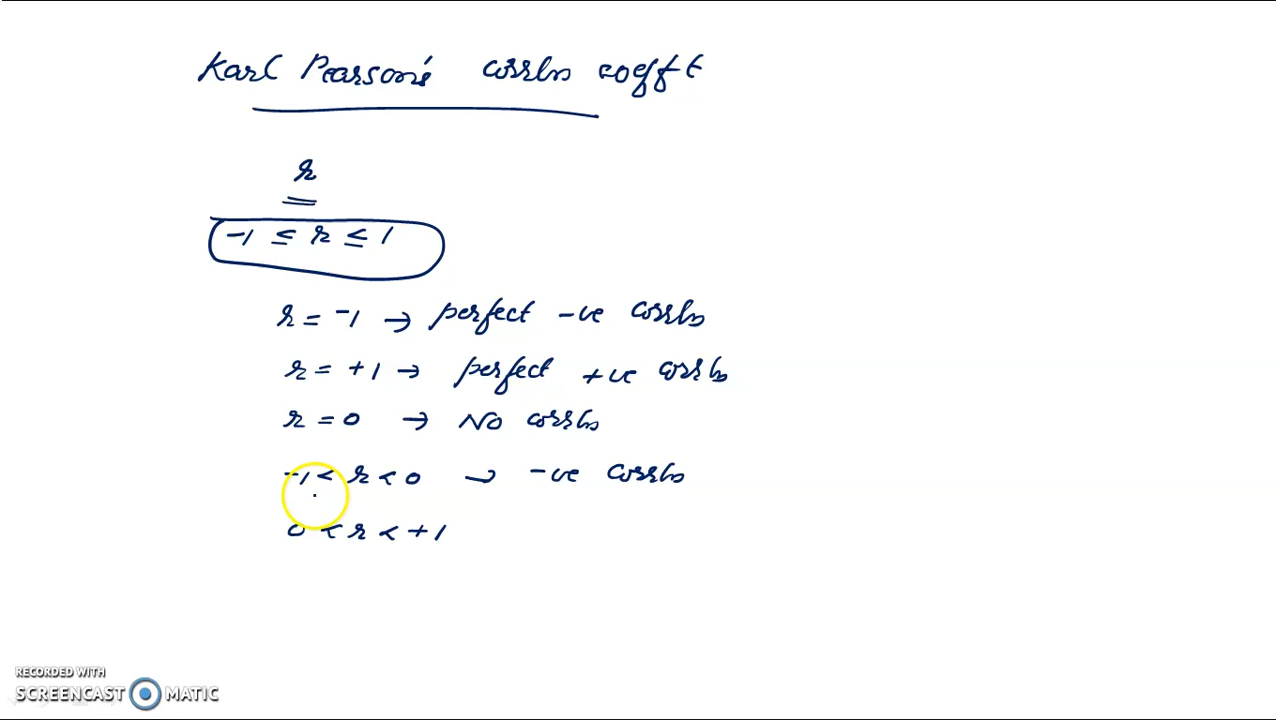 Karl Pearson's corrln coefft
r
-1 ≤ r ≤ 1
r = -1 → perfect -ve corrln
r = +1 → perfect +ve corrln
r = 0 → NO corrln
-1 < r < 0 → -ve corrln
0 < r < +1
RECORDED WITH
SCREENCAST MATIC